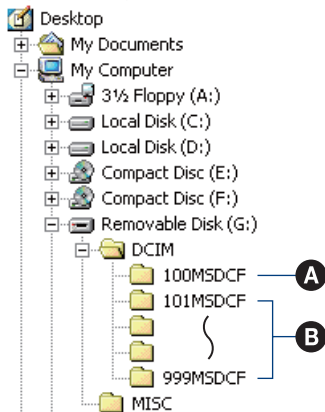 Desktop
My Documents
My Computer
3½ Floppy (A:)
Local Disk (C:)
Local Disk (D:)
Compact Disc (E:)
Compact Disc (F:)
Removable Disk (G:)
DCIM
100MSDCF A
101MSDCF
B
999MSDCF
MISC